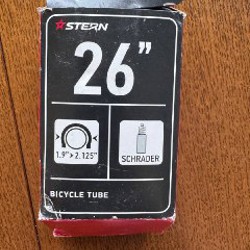 STERN
26"
1.9"> 2.125"
SCHRADER
BICYCLE TUBE